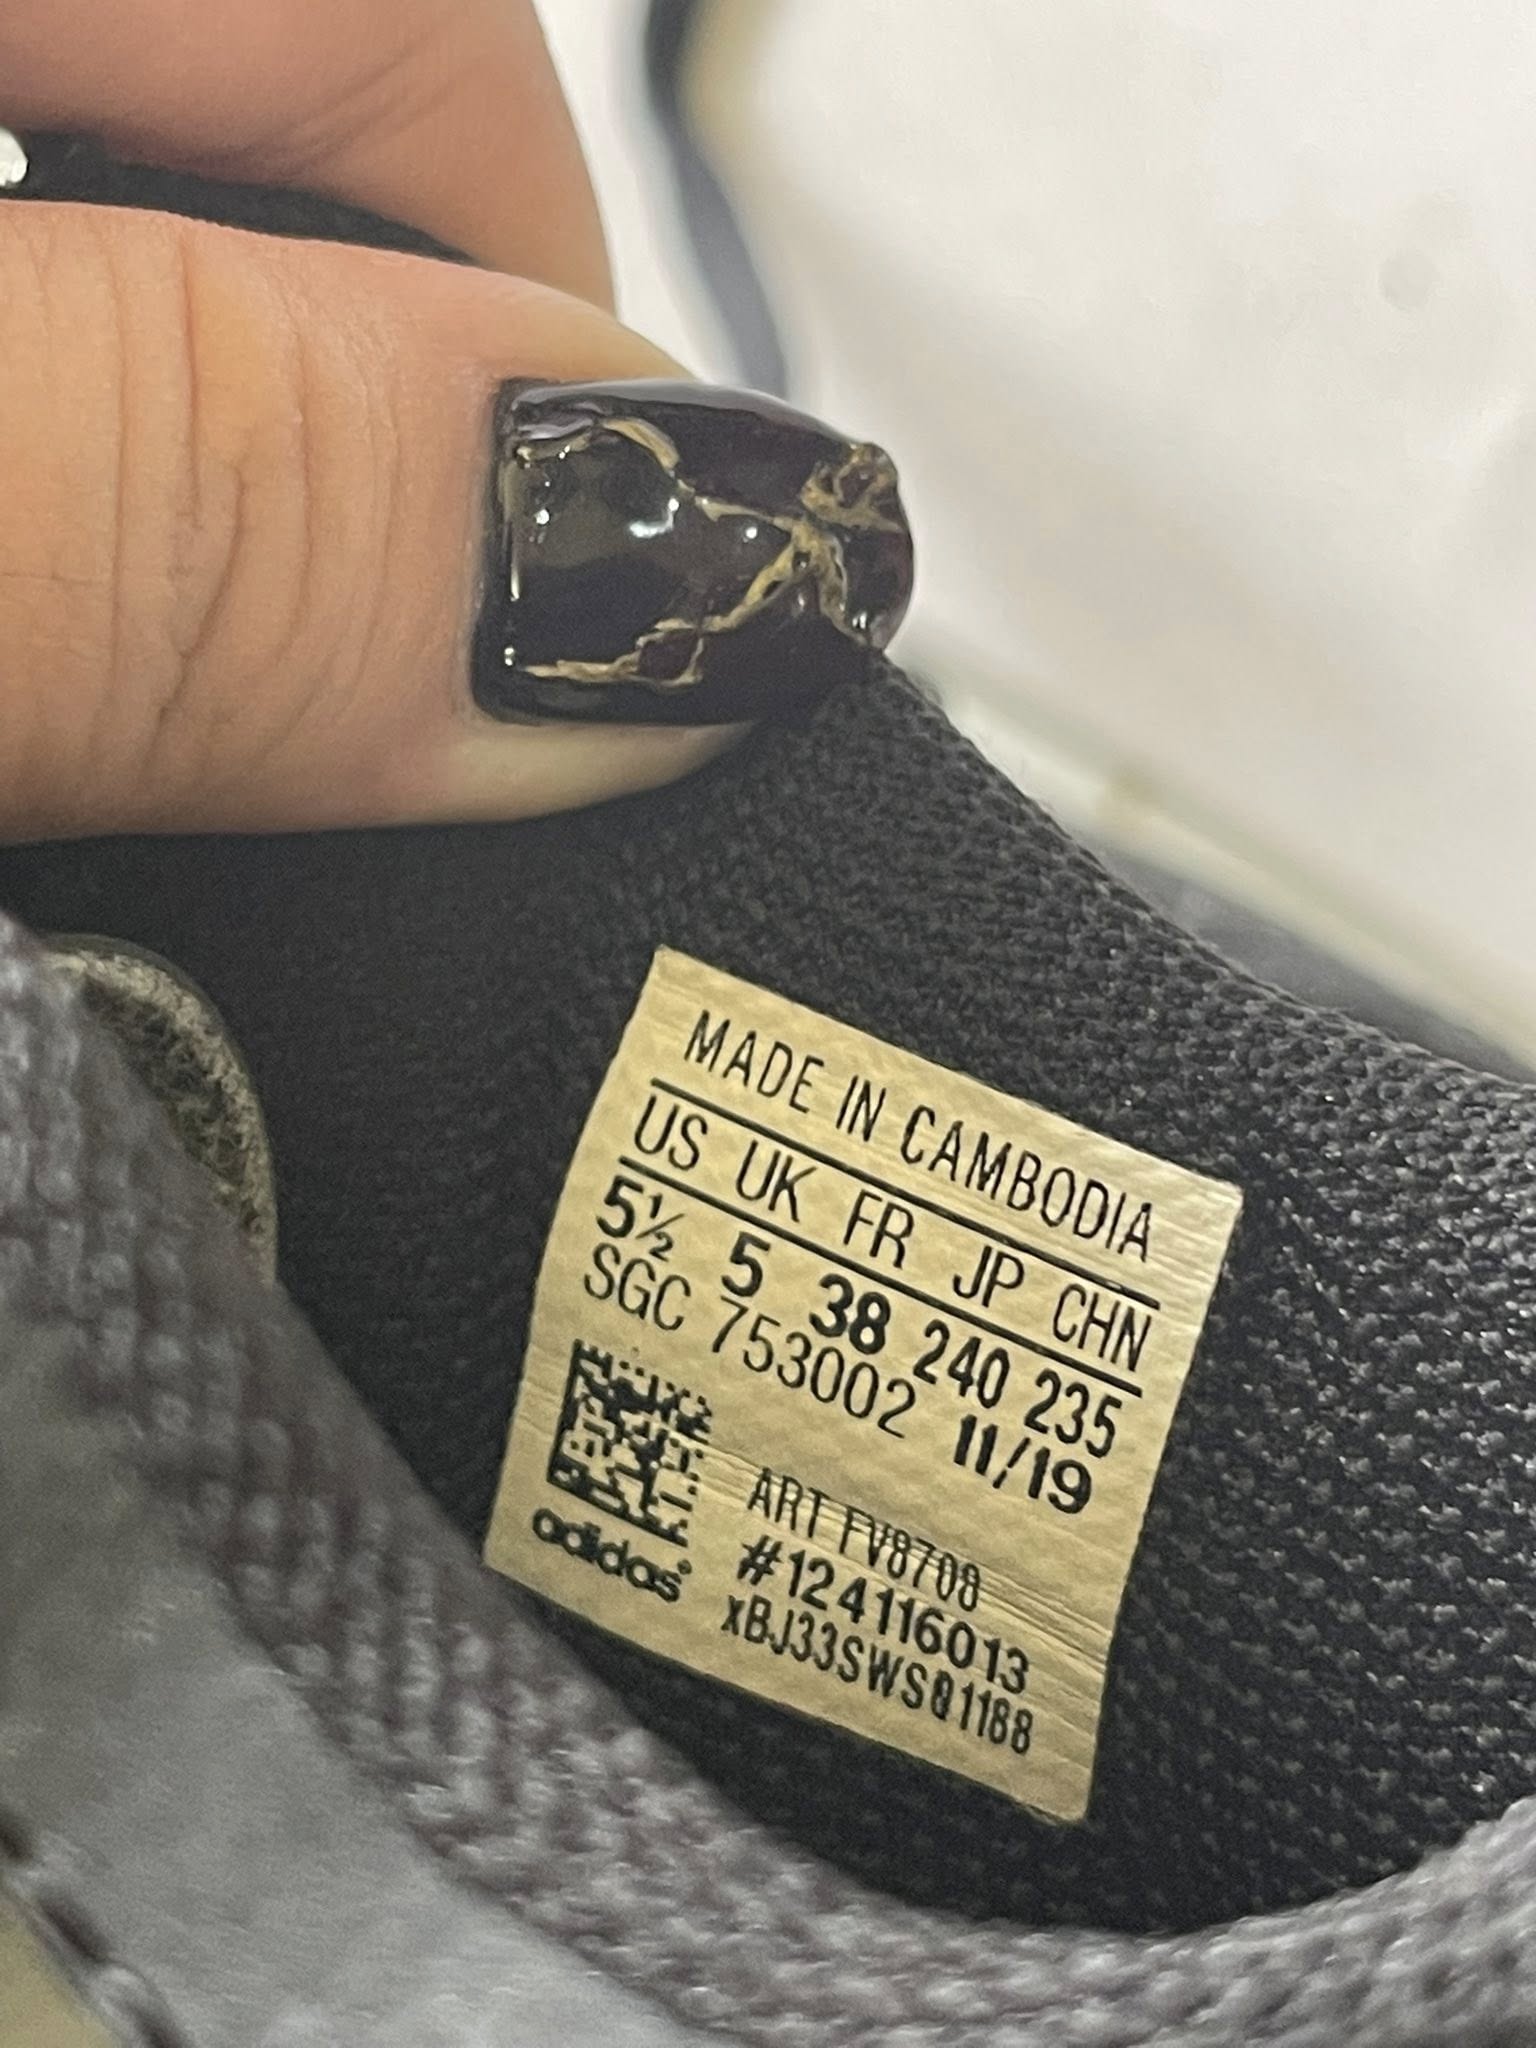 MADE IN CAMBODIA
US UK FR JP CHN
5½ 5 38 240 235
SGC 753002 11/19
ART FV8708
#124116013
xBJ33SWS01188
adidas®